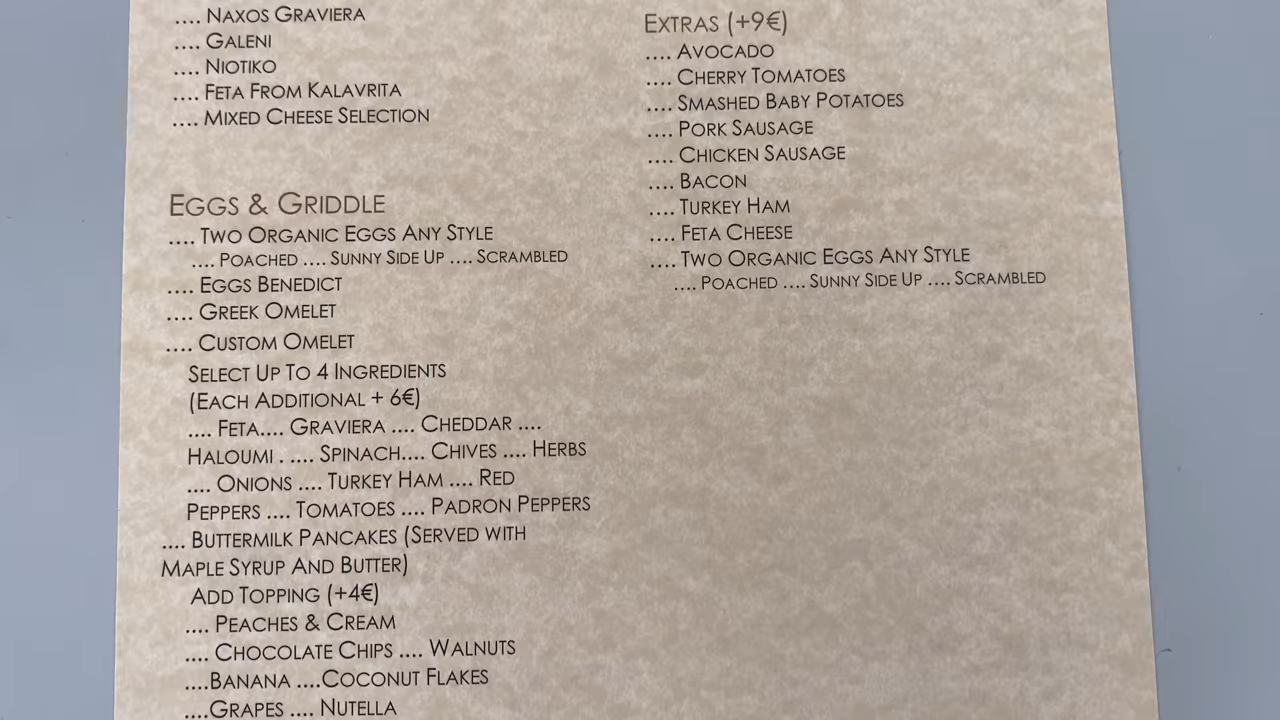 .... NAXOS GRAVIERA
.... GALENI
.... NIOTIKO
.... FETA FROM KALAVRITA
.... MIXED CHEESE SELECTION
EGGS & GRIDDLE
.... TWO ORGANIC EGGS ANY STYLE
.... POACHED .... SUNNY SIDE UP .... SCRAMBLED
.... EGGS BENEDICT
.... GREEK OMELET
.... CUSTOM OMELET
SELECT UP TO 4 INGREDIENTS
(EACH ADDITIONAL + 6€)
.... FETA.... GRAVIERA .... CHEDDAR ....
HALOUMI . .... SPINACH.... CHIVES .... HERBS
.... ONIONS .... TURKEY HAM .... RED
PEPPERS .... TOMATOES .... PADRON PEPPERS
.... BUTTERMILK PANCAKES (SERVED WITH
MAPLE SYRUP AND BUTTER)
ADD TOPPING (+4€)
.... PEACHES & CREAM
.... CHOCOLATE CHIPS .... WALNUTS
....BANANA ....COCONUT FLAKES
....GRAPES .... NUTELLA
EXTRAS (+9€)
.... AVOCADO
.... CHERRY TOMATOES
.... SMASHED BABY POTATOES
.... PORK SAUSAGE
.... CHICKEN SAUSAGE
.... BACON
.... TURKEY HAM
.... FETA CHEESE
.... TWO ORGANIC EGGS ANY STYLE
.... POACHED .... SUNNY SIDE UP .... SCRAMBLED